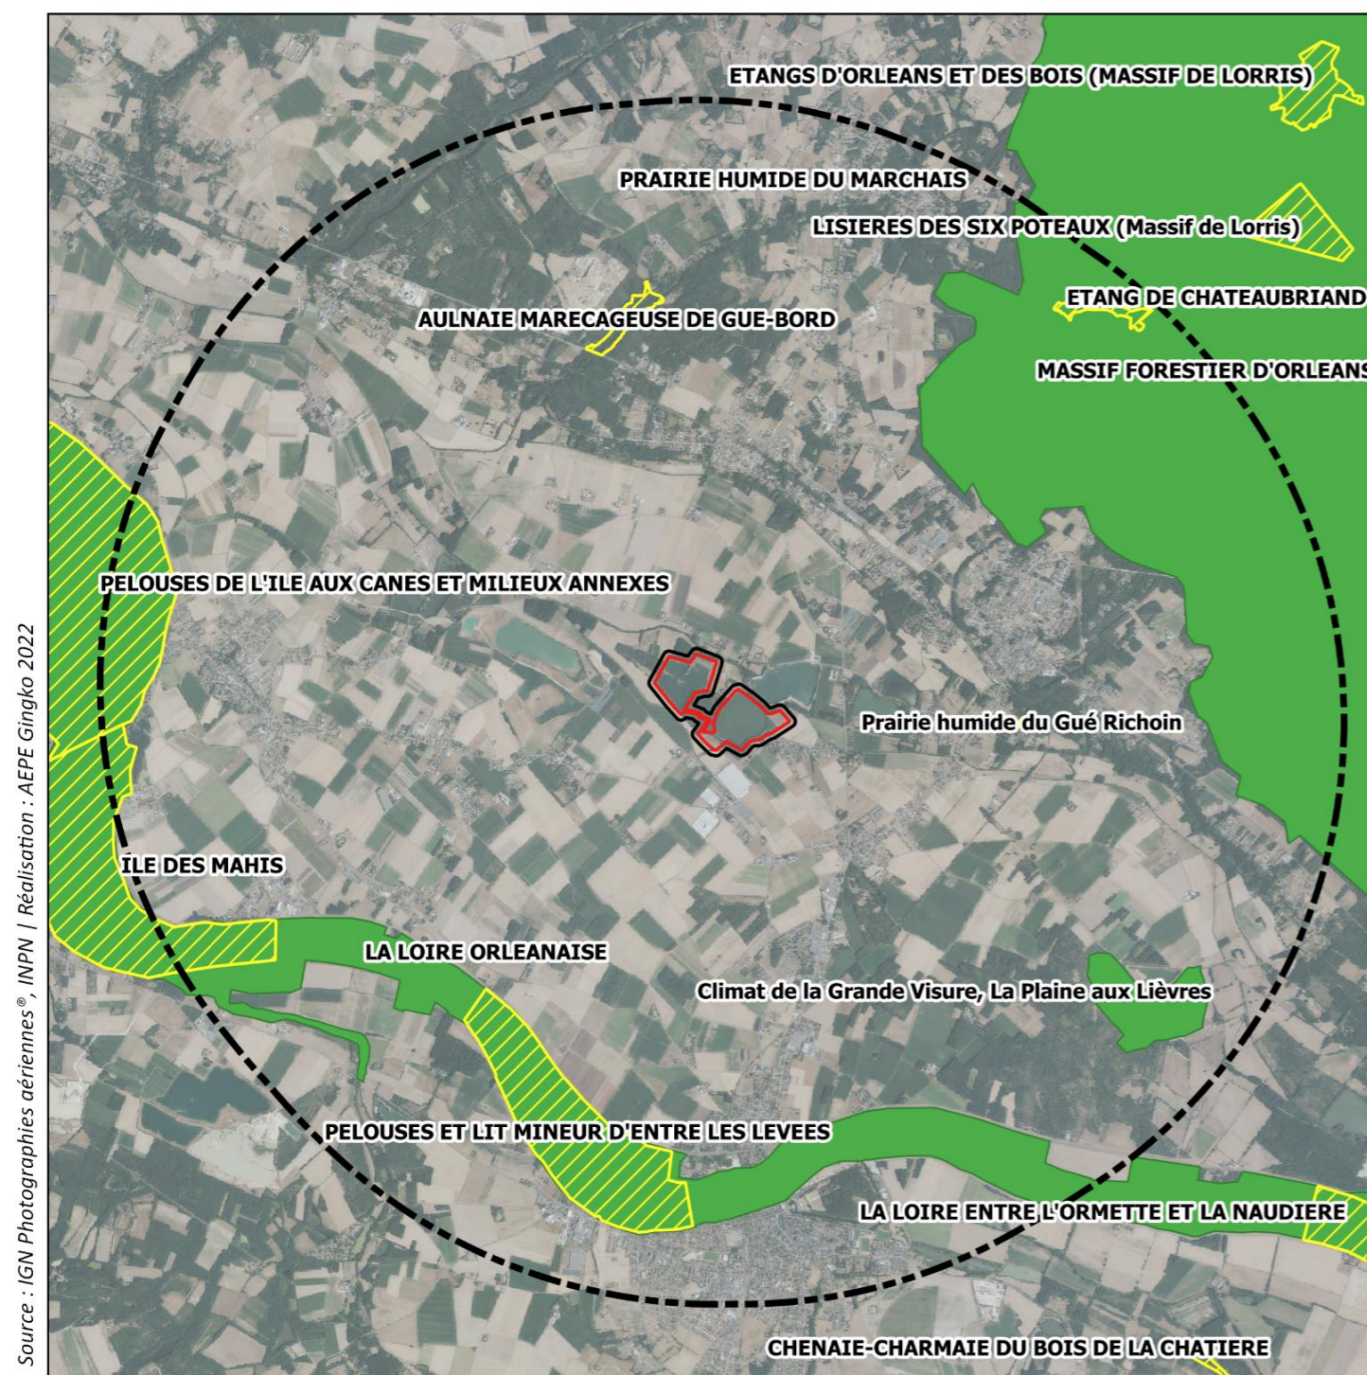 ETANGS D'ORLEANS ET DES BOIS (MASSIF DE LORRIS)
PRAIRIE HUMIDE DU MARCHAIS
LISIERES DES SIX POTEAUX (Massif de Lorris)
ETANG DE CHATEAUBRIAND
AULNAIE MARECAGEUSE DE GUE-BORD
MASSIF FORESTIER D'ORLEANS
PELOUSES DE L'ILE AUX CANES ET MILIEUX ANNEXES
Prairie humide du Gué Richoin
ILE DES MAHIS
LA LOIRE ORLEANAISE
Climat de la Grande Visure, La Plaine aux Lièvres
PELOUSES ET LIT MINEUR D'ENTRE LES LEVEES
LA LOIRE ENTRE L'ORMETTE ET LA NAUDIERE
CHENAIE-CHARMAIE DU BOIS DE LA CHATIERE
Source : IGN Photographies aériennes®, INPN | Réalisation : AEPE Gingko 2022